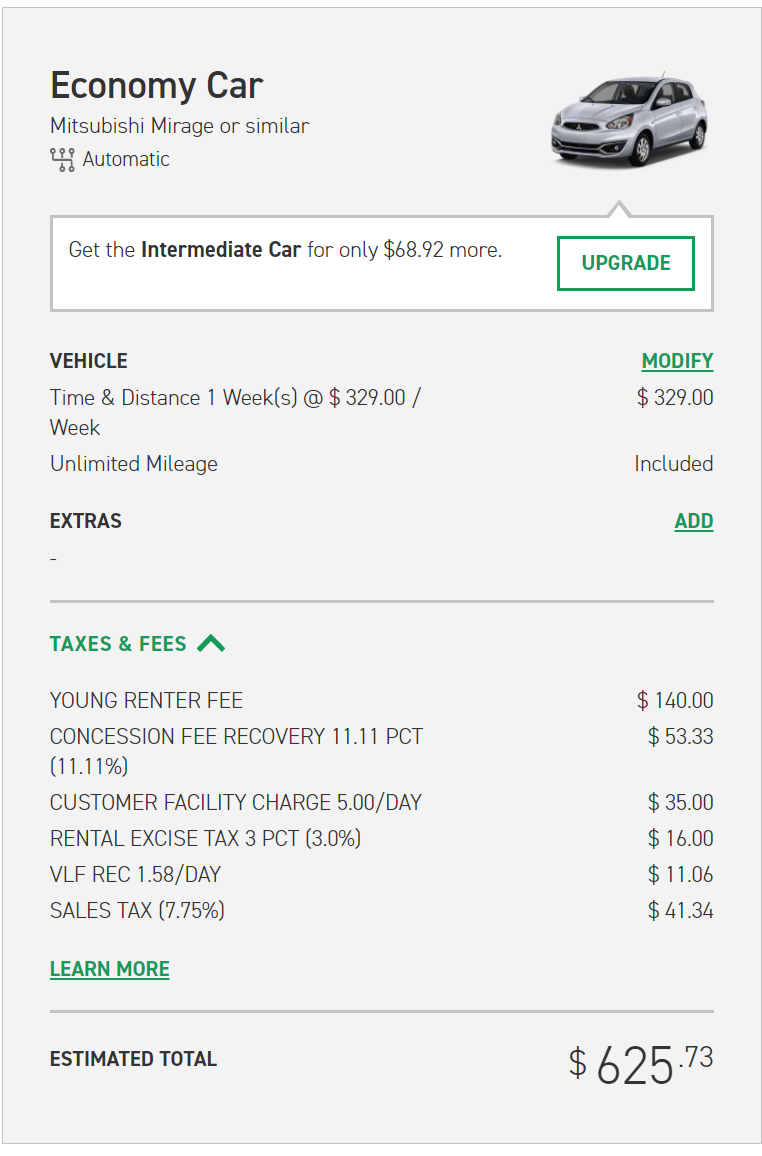 Economy Car
Mitsubishi Mirage or similar
Automatic
Get the Intermediate Car for only $68.92 more.
UPGRADE
VEHICLE MODIFY
Time & Distance 1 Week(s) @ $ 329.00 / $ 329.00
Week
Unlimited Mileage Included
EXTRAS ADD
-
TAXES & FEES
YOUNG RENTER FEE $ 140.00
CONCESSION FEE RECOVERY 11.11 PCT $ 53.33
(11.11%)
CUSTOMER FACILITY CHARGE 5.00/DAY $ 35.00
RENTAL EXCISE TAX 3 PCT (3.0%) $ 16.00
VLF REC 1.58/DAY $ 11.06
SALES TAX (7.75%) $ 41.34
LEARN MORE
ESTIMATED TOTAL $ 625.73